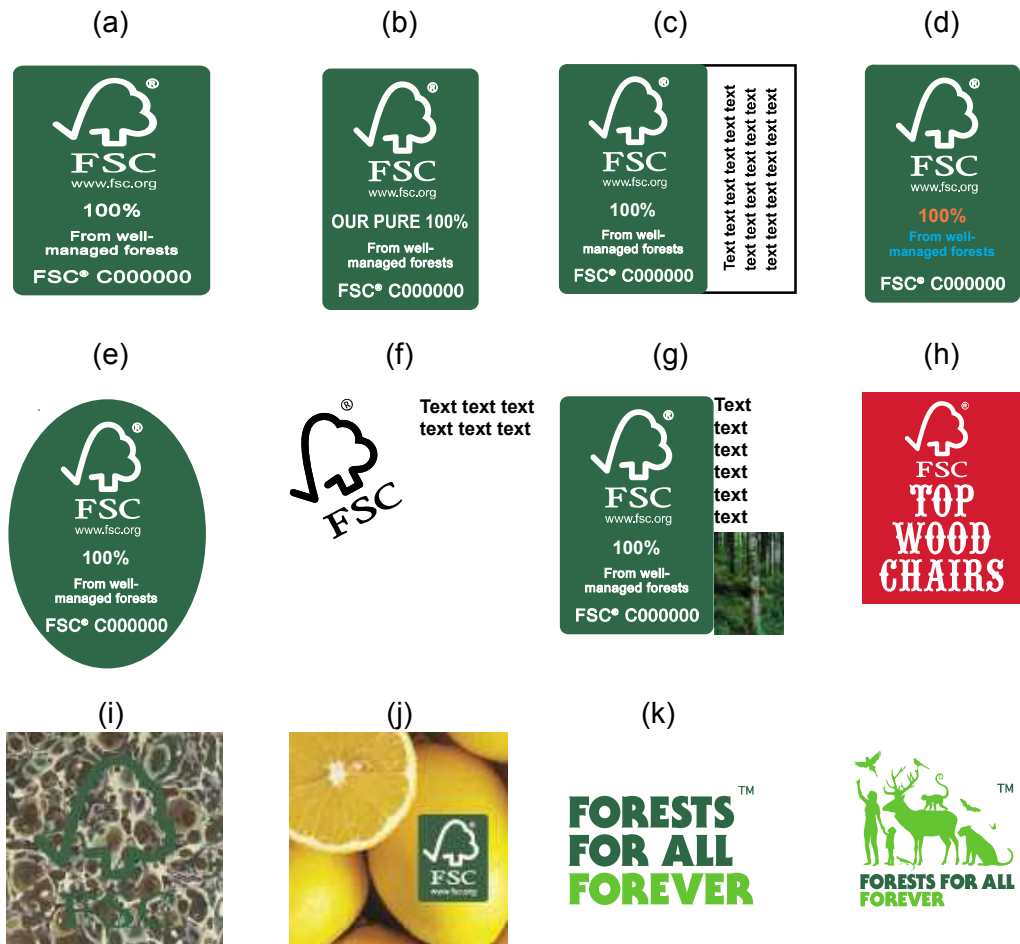 (a)
(b)
(c)
(d)
®
FSC
www.fsc.org
100%
From well-
managed forests
FSC® C000000
®
FSC
www.fsc.org
OUR PURE 100%
From well-
managed forests
FSC® C000000
®
FSC
www.fsc.org
100%
From well-
managed forests
FSC® C000000
Text text text text text text
text text text text text text
text text text text text text
®
FSC
www.fsc.org
100%
From well-
managed forests
FSC® C000000
(e)
(f)
(g)
(h)
®
FSC
www.fsc.org
100%
From well-
managed forests
FSC® C000000
®
FSC
Text text text
text text text
®
FSC
www.fsc.org
100%
From well-
managed forests
FSC® C000000
Text
text
text
text
text
text
®
FSC
TOP
WOOD
CHAIRS
(i)
(j)
(k)
FSC
®
FSC
www.fsc.org
FORESTS™
FOR ALL
FOREVER
TM
FORESTS FOR ALL
FOREVER